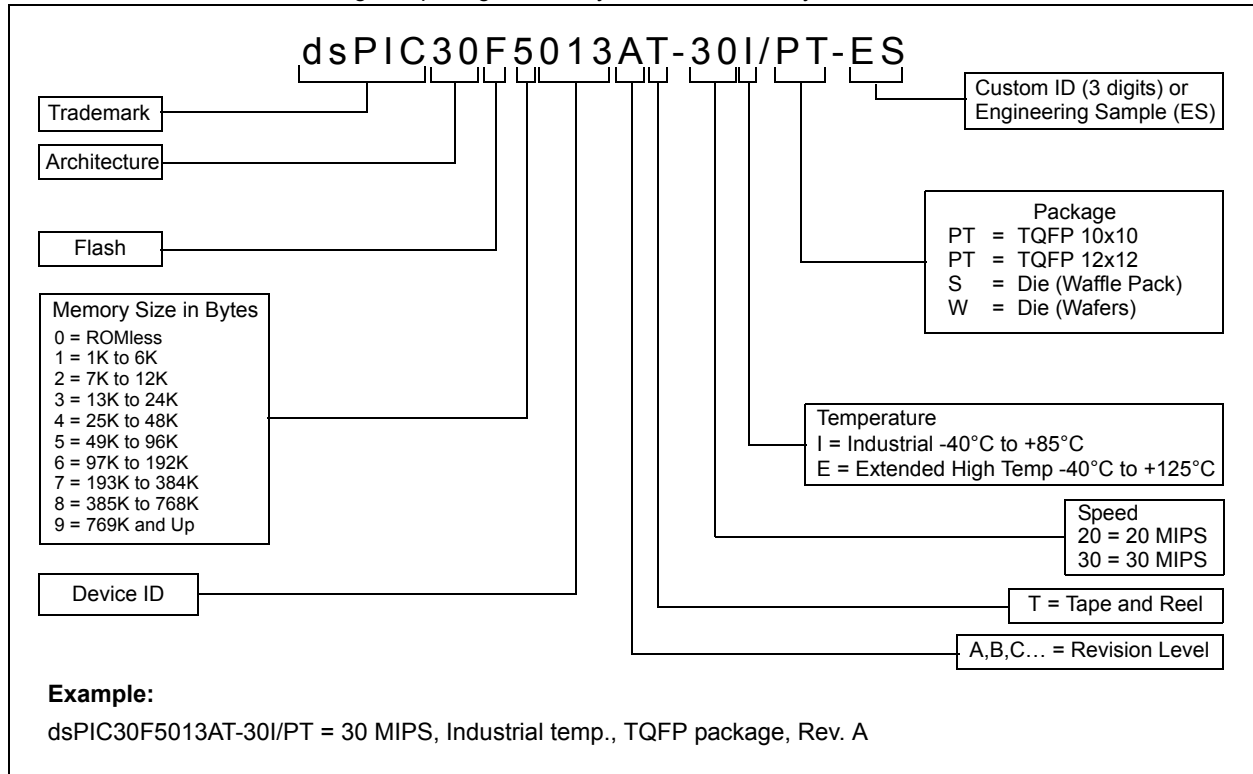 dsPIC30F5013AT-30I/PT-ES
Trademark
Architecture
Flash
Memory Size in Bytes
0 = ROMless
1 = 1K to 6K
2 = 7K to 12K
3 = 13K to 24K
4 = 25K to 48K
5 = 49K to 96K
6 = 97K to 192K
7 = 193K to 384K
8 = 385K to 768K
9 = 769K and Up
Device ID
Custom ID (3 digits) or
Engineering Sample (ES)
Package
PT = TQFP 10x10
PT = TQFP 12x12
S = Die (Waffle Pack)
W = Die (Wafers)
Temperature
I = Industrial -40°C to +85°C
E = Extended High Temp -40°C to +125°C
Speed
20 = 20 MIPS
30 = 30 MIPS
T = Tape and Reel
A,B,C… = Revision Level
Example:
dsPIC30F5013AT-30I/PT = 30 MIPS, Industrial temp., TQFP package, Rev. A